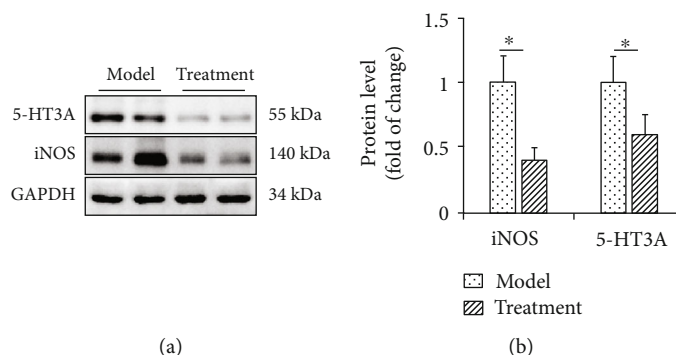 Model Treatment
5-HT3A 55 kDa
iNOS 140 kDa
GAPDH 34 kDa
(a)
Protein level
(fold of change)
1.5
1
0.5
0
* *
iNOS 5-HT3A
Model
Treatment
(b)